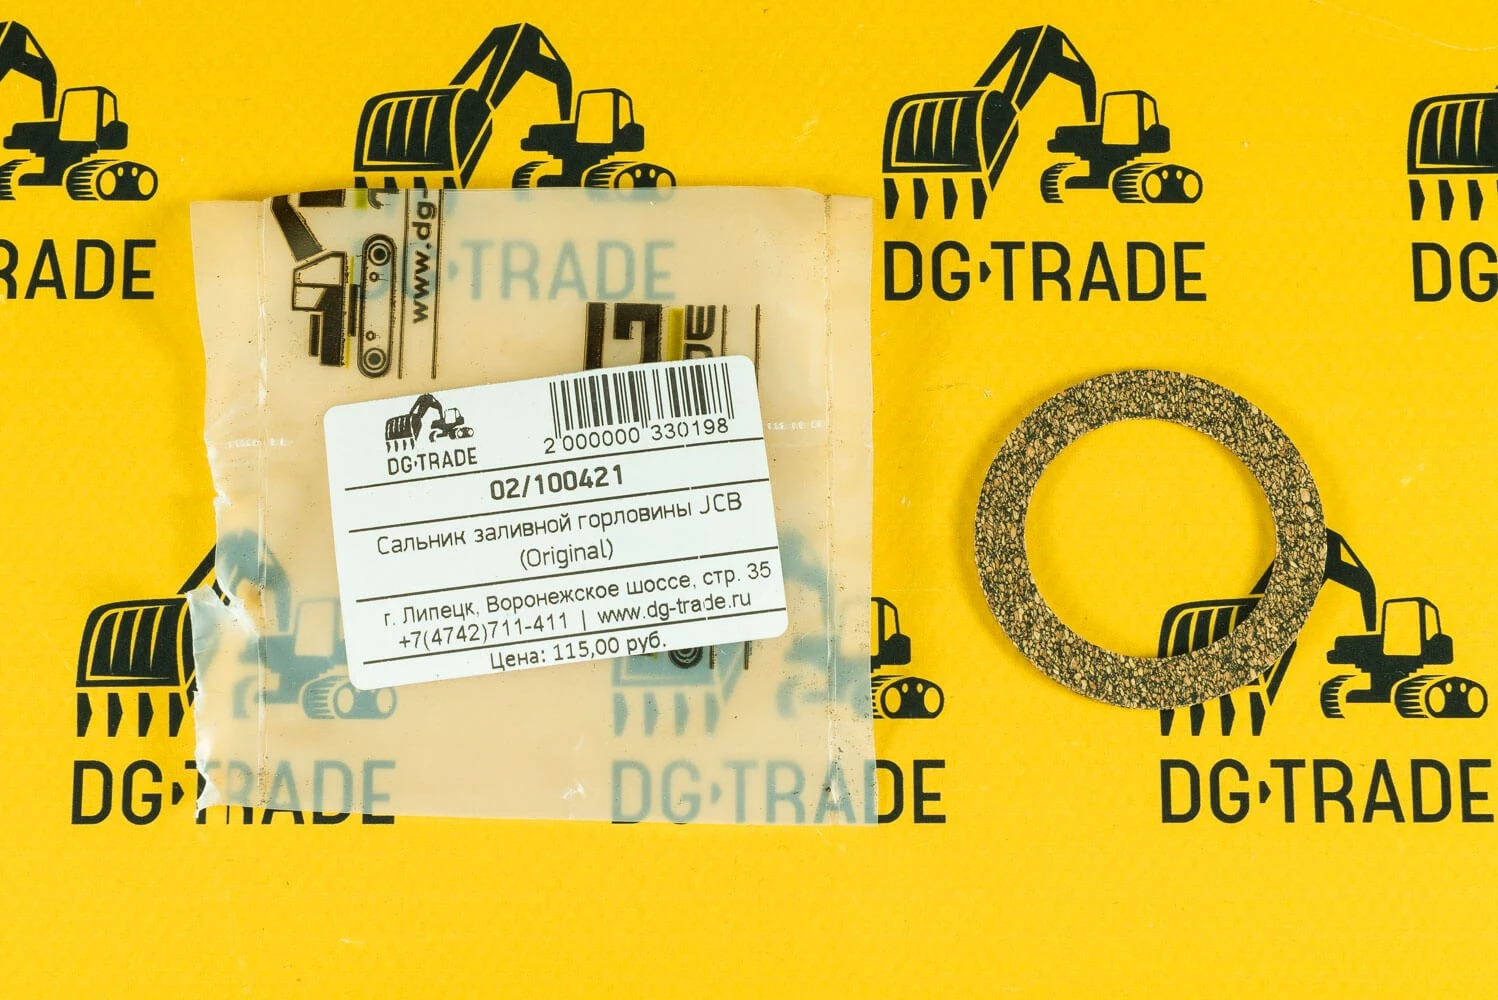 RADE
DG·TRADE
DG·TRADE
DG
www.dg-
DE
2 000000 330198
DG·TRADE
02/100421
Сальник заливной горловины JCB
(Original)
г. Липецк, Воронежское шоссе, стр. 35
+7(4742)711-411 | www.dg-trade.ru
Цена: 115,00 руб.
DG·TRADE
DG·TRADE
DG·TRADE